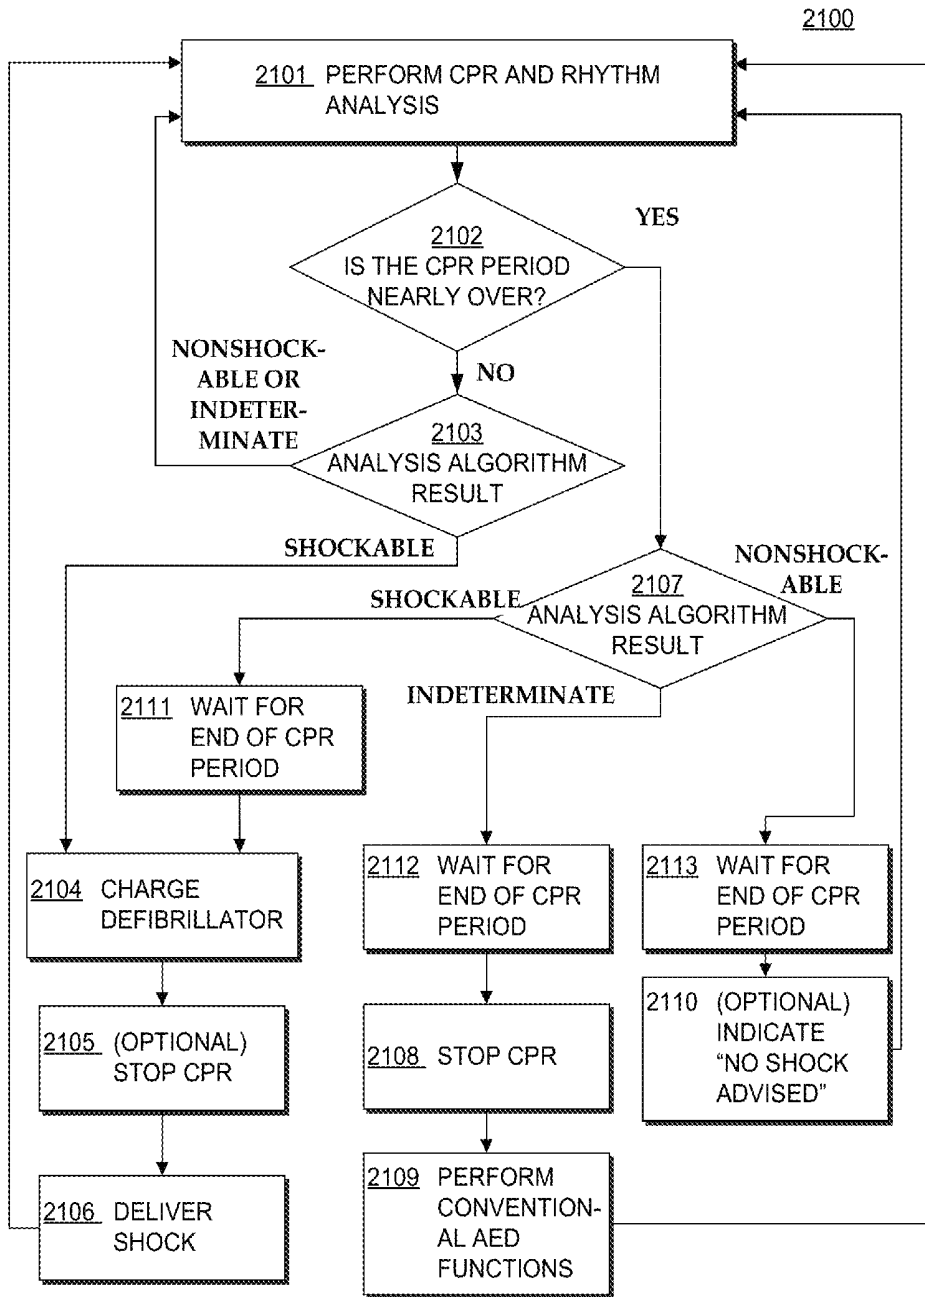 2100
2101 PERFORM CPR AND RHYTHM
ANALYSIS
YES
2102
IS THE CPR PERIOD
NEARLY OVER?
NONSHOCK-
ABLE OR
INDETER-
MINATE
NO
2103
ANALYSIS ALGORITHM
RESULT
SHOCKABLE
NONSHOCK-
ABLE
SHOCKABLE
2107
ANALYSIS ALGORITHM
RESULT
INDETERMINATE
2111 WAIT FOR
END OF CPR
PERIOD
2104 CHARGE
DEFIBRILLATOR
2112 WAIT FOR
END OF CPR
PERIOD
2113 WAIT FOR
END OF CPR
PERIOD
2105 (OPTIONAL)
STOP CPR
2108 STOP CPR
2110 (OPTIONAL)
INDICATE
“NO SHOCK
ADVISED”
2106 DELIVER
SHOCK
2109 PERFORM
CONVENTION-
AL AED
FUNCTIONS